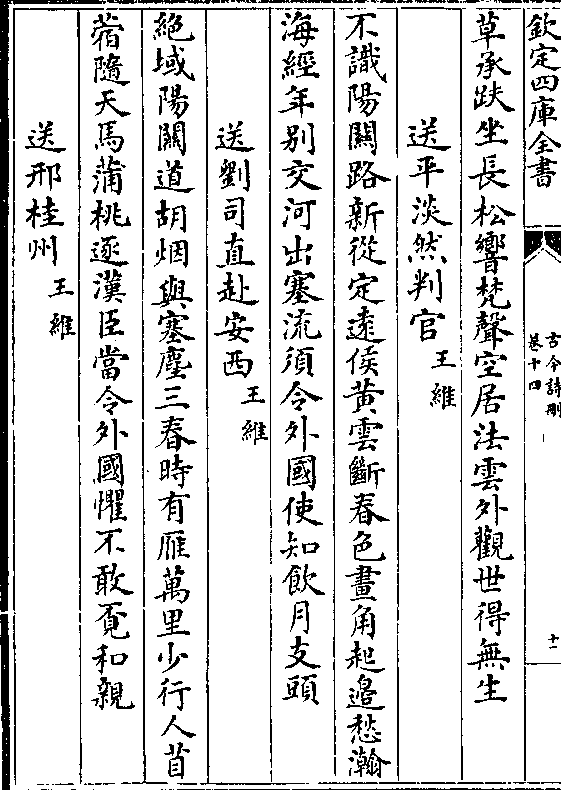 欽定四庫全書
古今詩刪
卷十四
十一
草承趺坐長松響梵聲空居法雲外觀世得無生
送平淡然判官 王維
不識陽關路新從定遠侯黃雲斷春色畫角起邉愁瀚
海經年别交河出塞流須令外國使知飲月支頭
送劉司直赴安西 王維
絶域陽關道胡烟與塞塵三春時有雁萬里少行人苜
蓿隨天馬蒲桃逐漢臣當令外國懼不敢覔和親
送邢桂州 王維